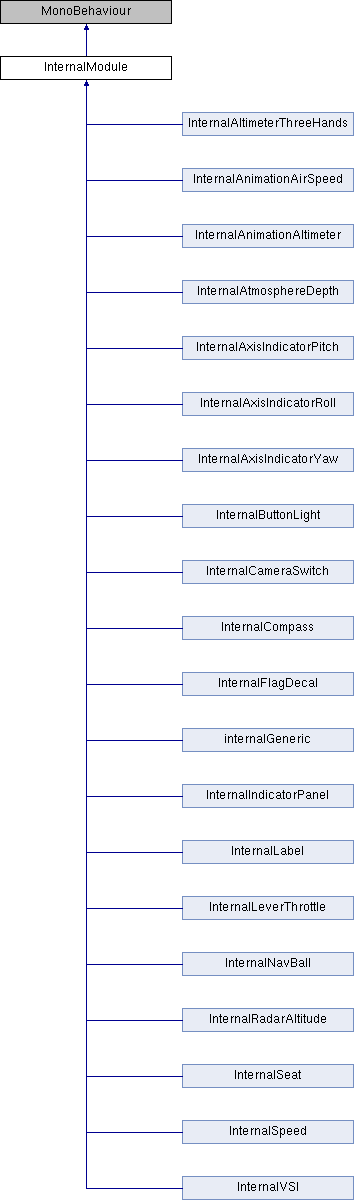 MonoBehaviour
InternalModule
InternalAltimeterThreeHands
InternalAnimationAirSpeed
InternalAnimationAltimeter
InternalAtmosphereDepth
InternalAxisIndicatorPitch
InternalAxisIndicatorRoll
InternalAxisIndicatorYaw
InternalButtonLight
InternalCameraSwitch
InternalCompass
InternalFlagDecal
internalGeneric
InternalIndicatorPanel
InternalLabel
InternalLeverThrottle
InternalNavBall
InternalRadarAltitude
InternalSeat
InternalSpeed
InternalVSI